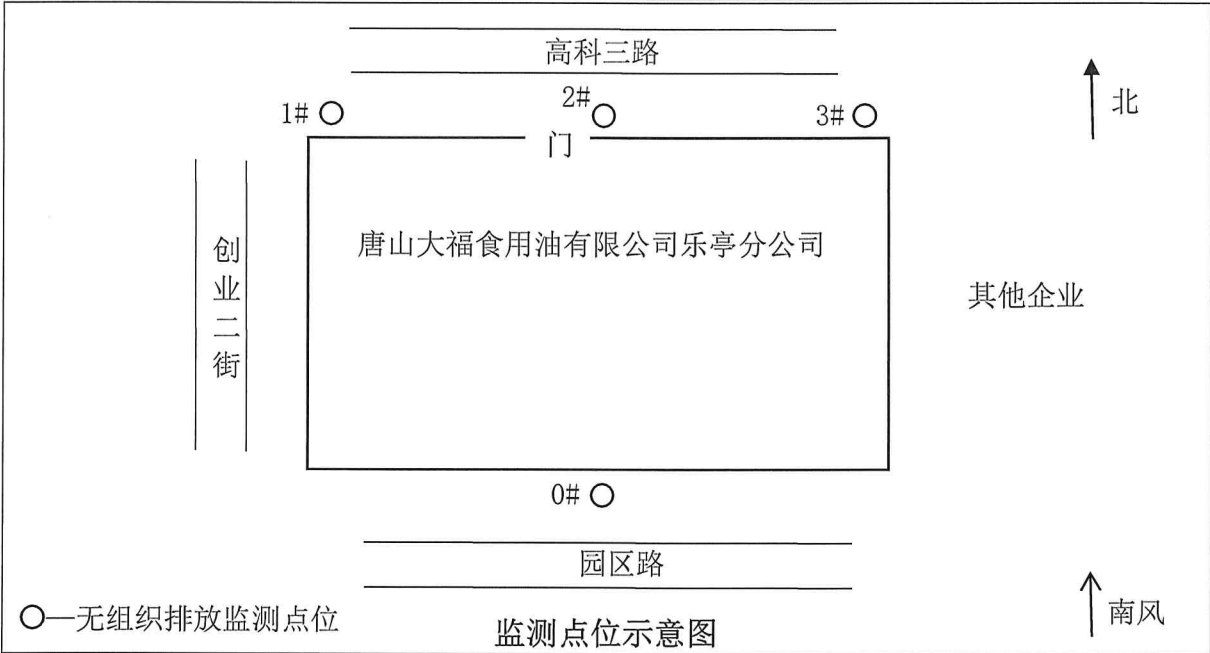 高科三路
1#
2#
3#
北
门
唐山大福食用油有限公司乐亭分公司
创业二街
其他企业
0#
园区路
—无组织排放监测点位
监测点位示意图
南风